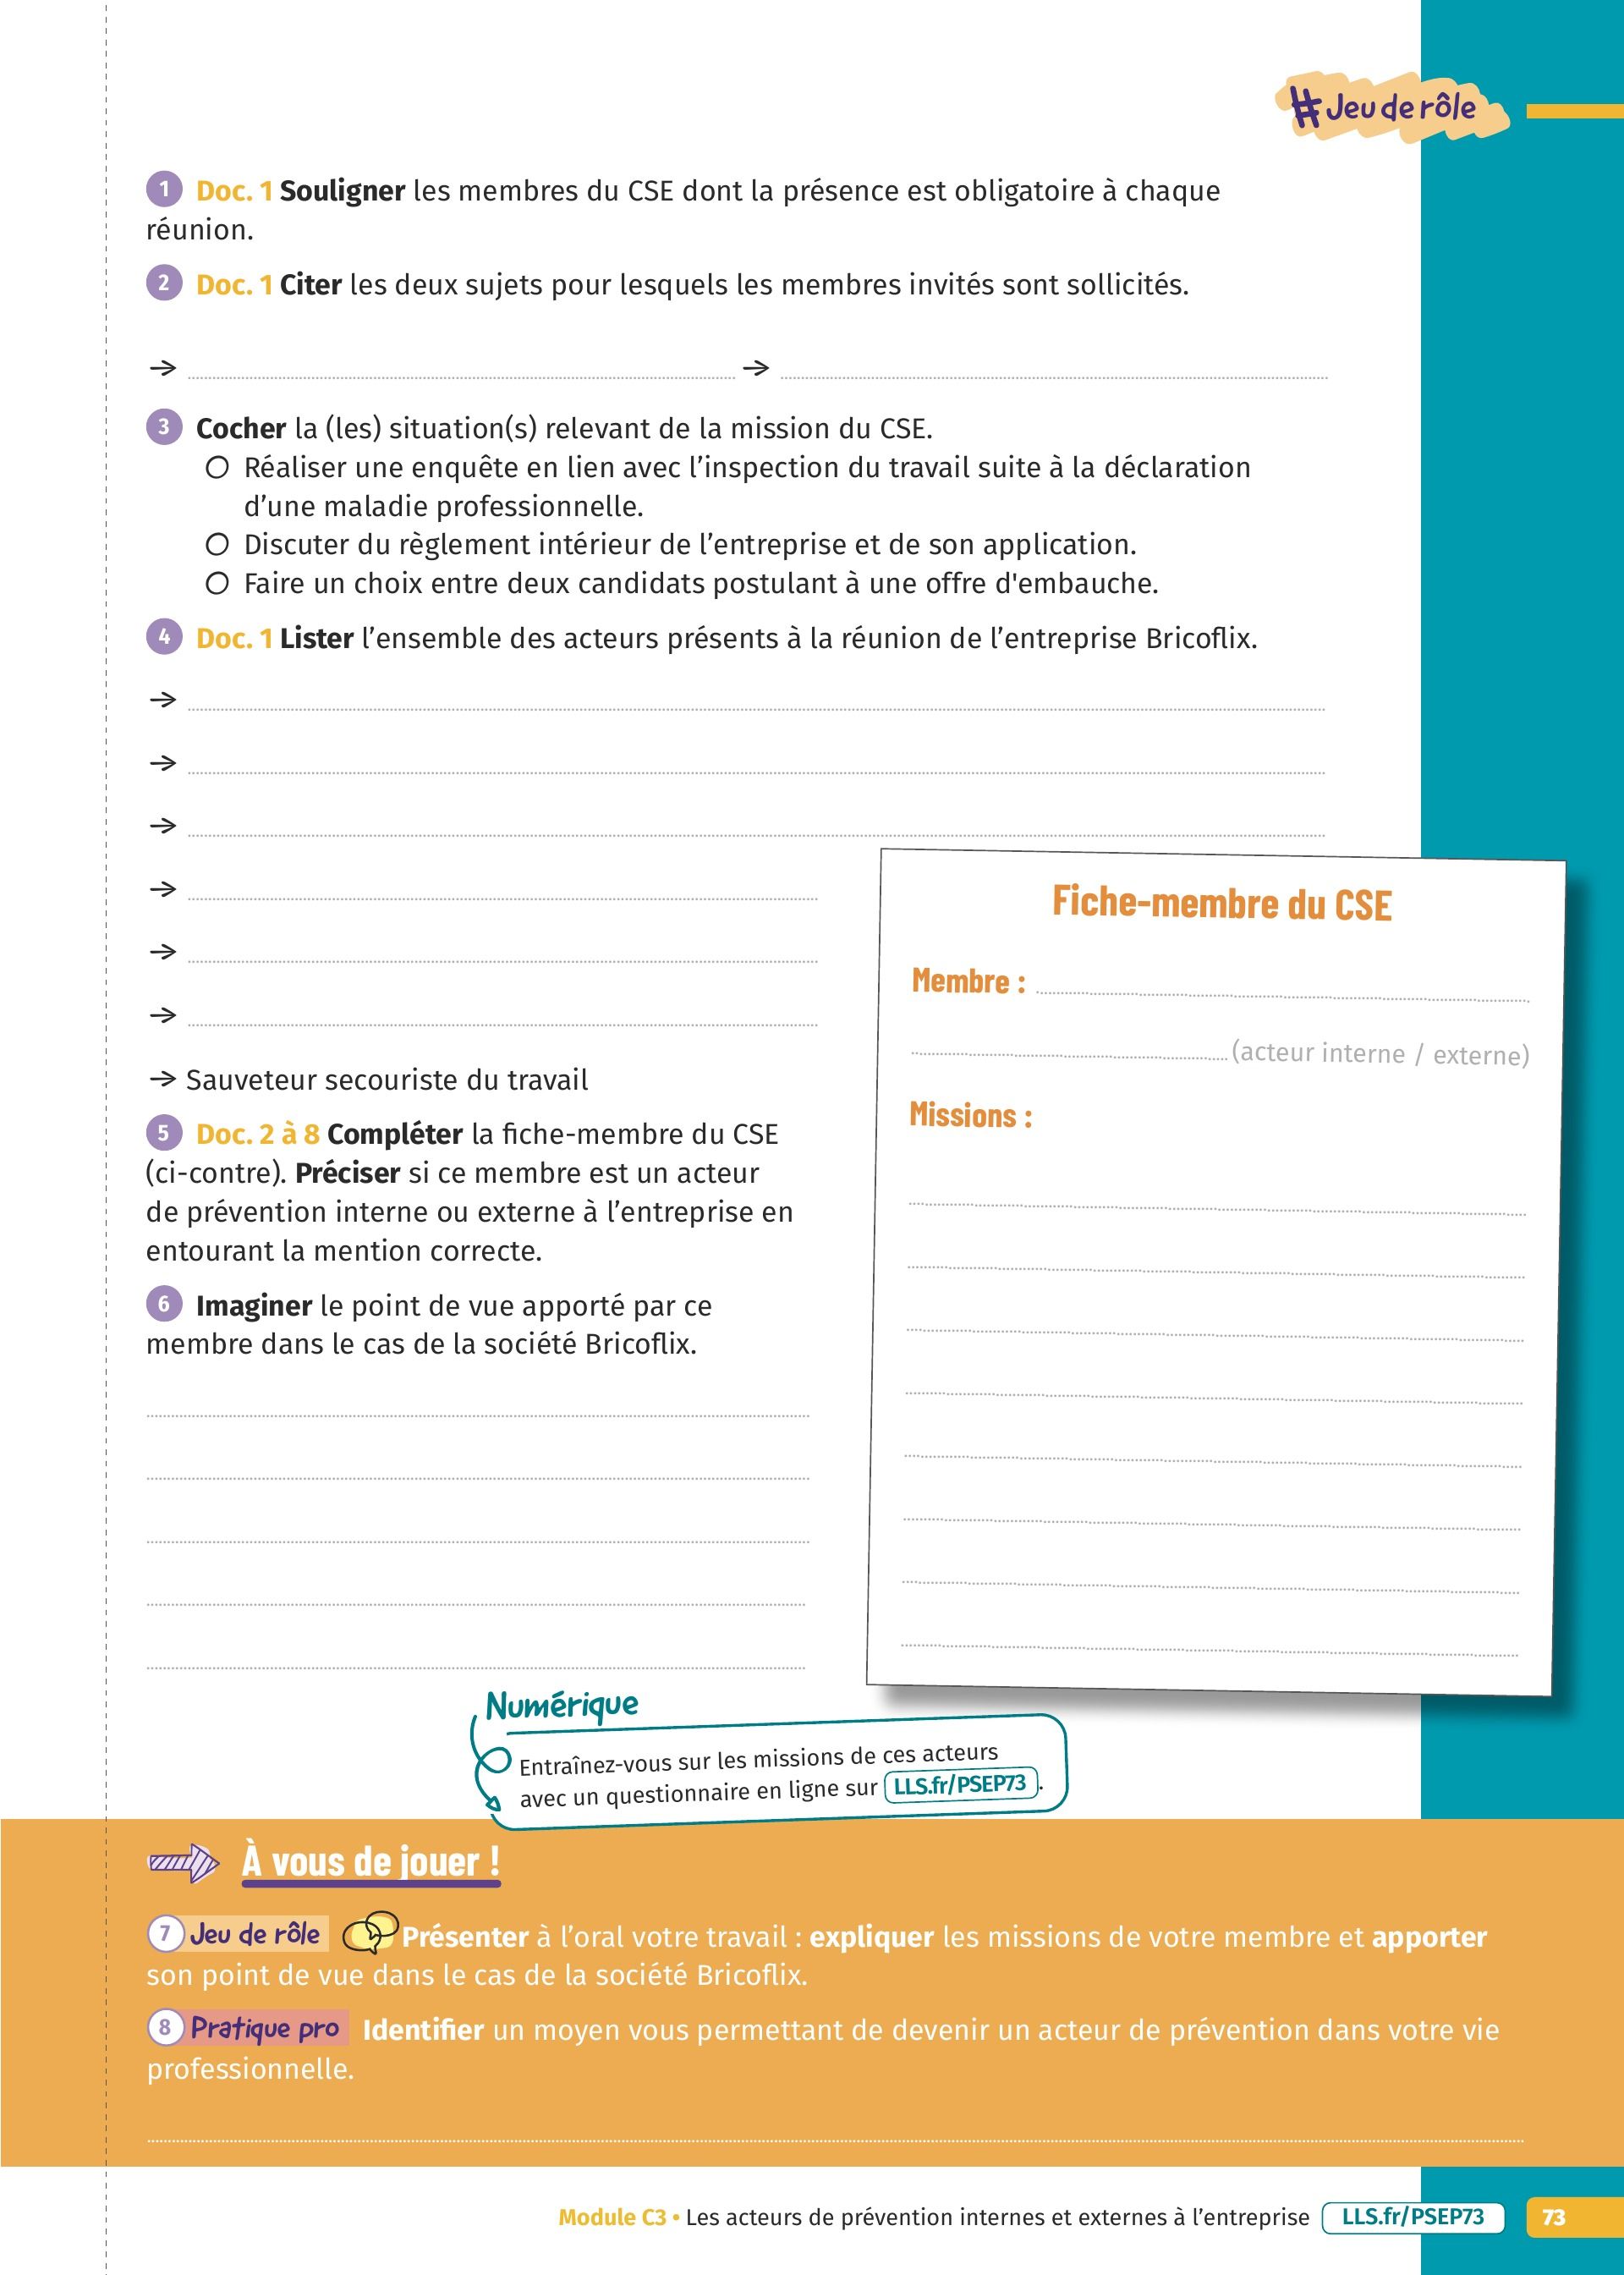 #Jeu de rôle
1 Doc. 1 Souligner les membres du CSE dont la présence est obligatoire à chaque
réunion.
2 Doc. 1 Citer les deux sujets pour lesquels les membres invités sont sollicités.
→ →
3 Cocher la (les) situation(s) relevant de la mission du CSE.
Réaliser une enquête en lien avec l’inspection du travail suite à la déclaration
d’une maladie professionnelle.
Discuter du règlement intérieur de l’entreprise et de son application.
Faire un choix entre deux candidats postulant à une offre d'embauche.
4 Doc. 1 Lister l’ensemble des acteurs présents à la réunion de l’entreprise Bricoflix.
→
→
→
→
→
→
→ Sauveteur secouriste du travail
5 Doc. 2 à 8 Compléter la fiche-membre du CSE
(ci-contre). Préciser si ce membre est un acteur
de prévention interne ou externe à l’entreprise en
entourant la mention correcte.
6 Imaginer le point de vue apporté par ce
membre dans le cas de la société Bricoflix.
Fiche-membre du CSE
Membre :
(acteur interne / externe)
Missions :
Numérique
Entraînez-vous sur les missions de ces acteurs
avec un questionnaire en ligne sur LLS.fr/PSEP73 .
À vous de jouer !
7 Jeu de rôle Présenter à l’oral votre travail : expliquer les missions de votre membre et apporter
son point de vue dans le cas de la société Bricoflix.
8 Pratique pro Identifier un moyen vous permettant de devenir un acteur de prévention dans votre vie
professionnelle.
Module C3 • Les acteurs de prévention internes et externes à l’entreprise LLS.fr/PSEP73 73